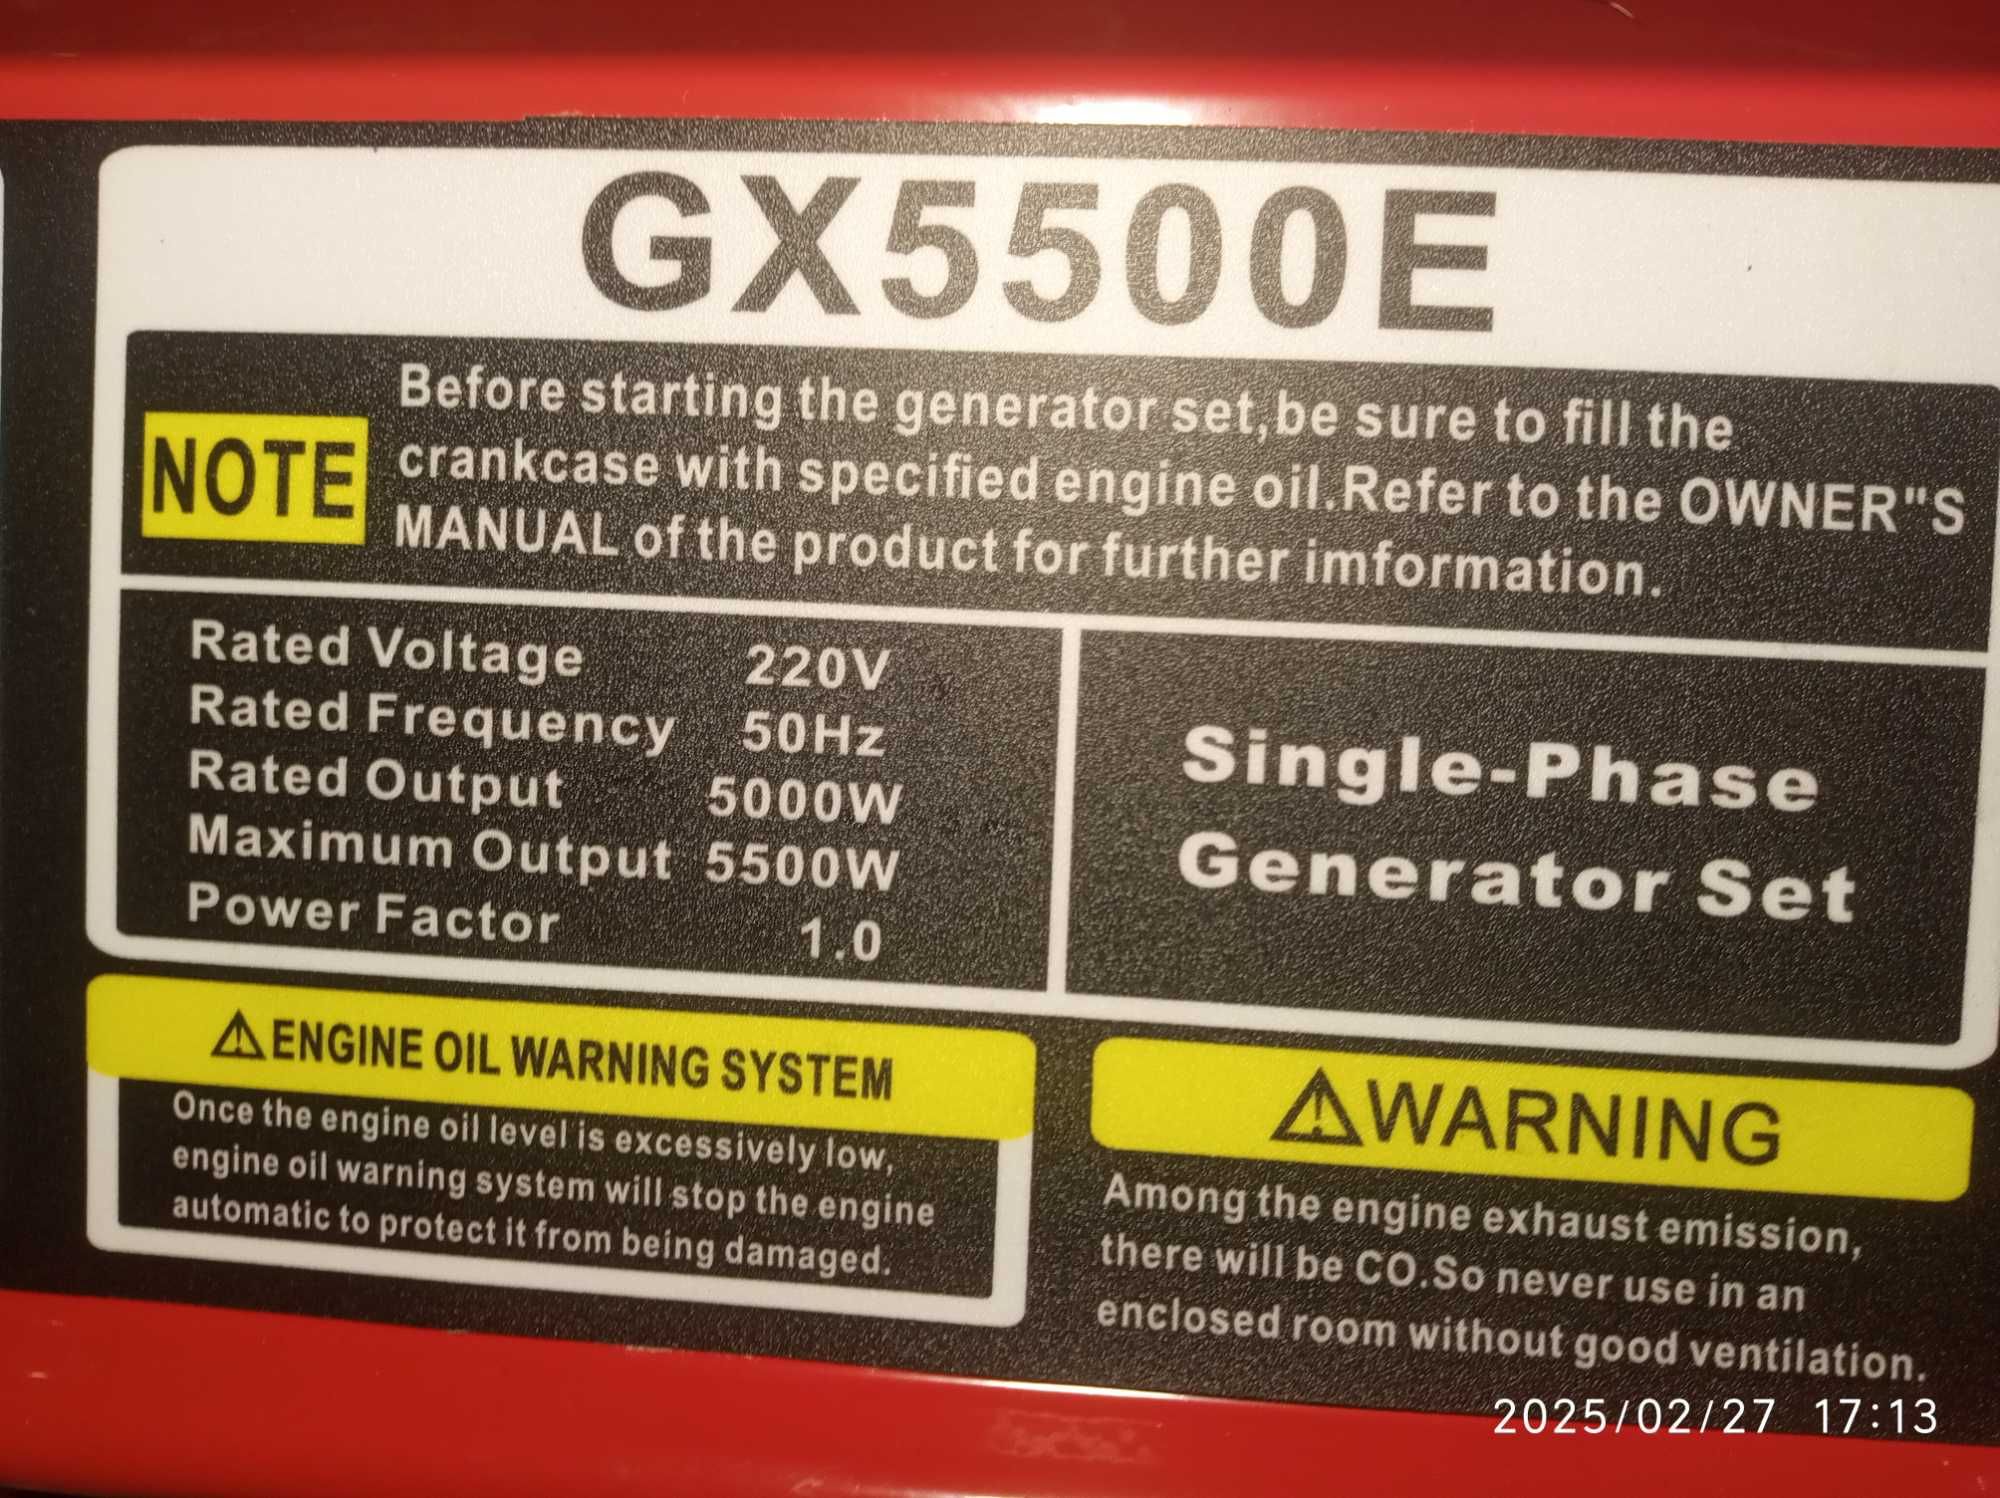 GX5500E
NOTE
Before starting the generator set,be sure to fill the
crankcase with specified engine oil.Refer to the OWNER"S
MANUAL of the product for further imformation.
Rated Voltage 220V
Rated Frequency 50Hz
Rated Output 5000W
Maximum Output 5500W
Power Factor 1.0
Single-Phase
Generator Set
⚠ENGINE OIL WARNING SYSTEM
Once the engine oil level is excessively low,
engine oil warning system will stop the engine
automatic to protect it from being damaged.
⚠WARNING
Among the engine exhaust emission,
there will be CO.So never use in an
enclosed room without good ventilation.
2025/02/27 17:13